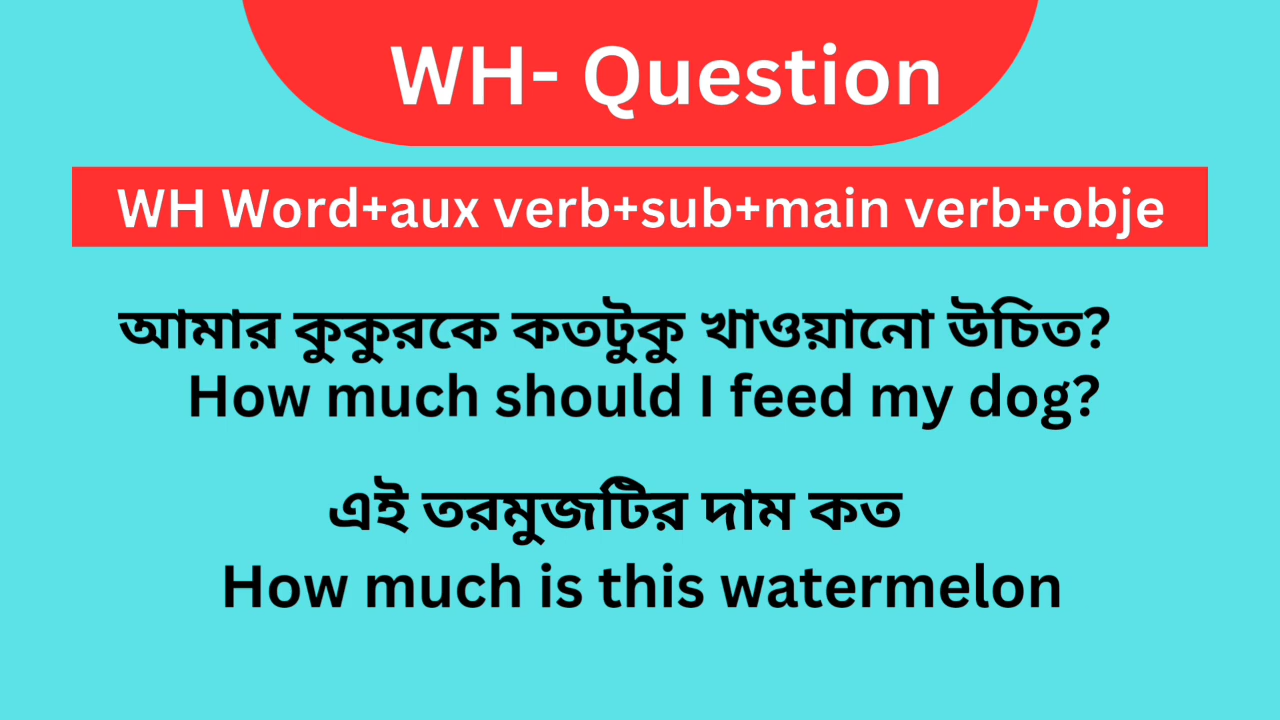 WH- Question
WH Word+aux verb+sub+main verb+obje
আমার কুকুরকে কতটুকু খাওয়ানো উচিত?
How much should I feed my dog?
এই তরমুজটির দাম কত
How much is this watermelon